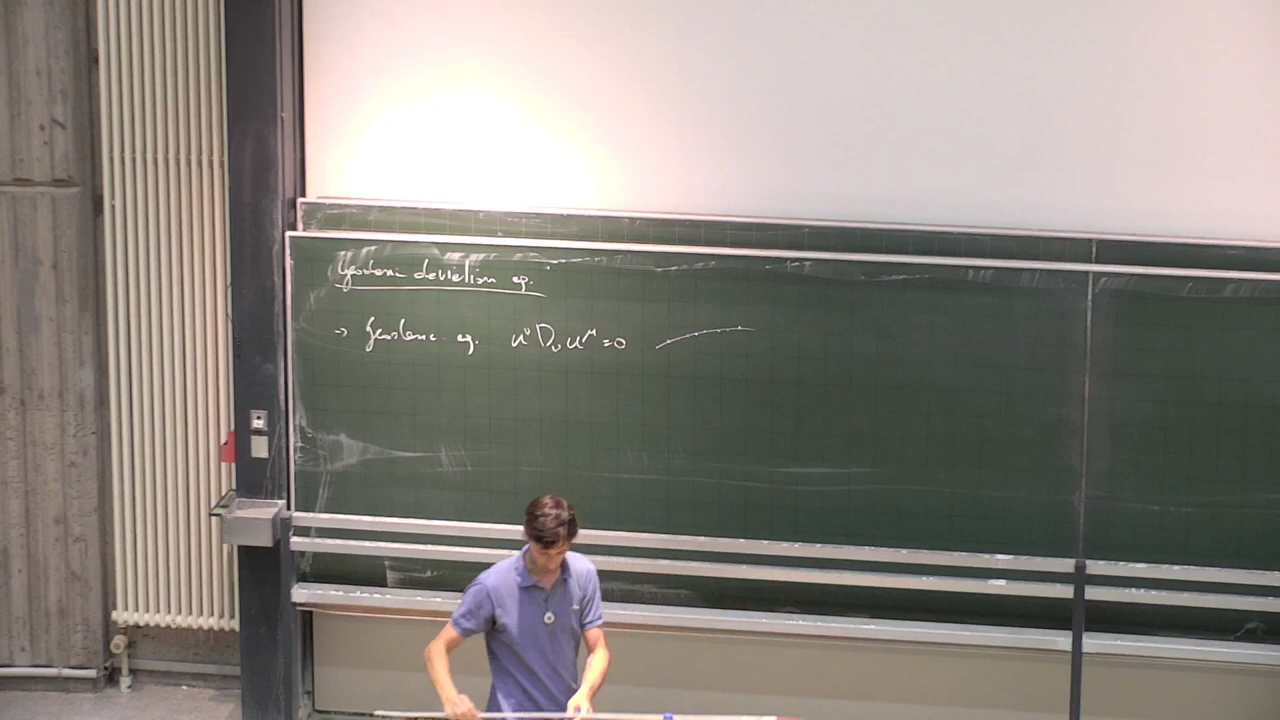 Geodesic deviation eq.
→ Geodesic eq. u^ν D_ν u^μ = 0